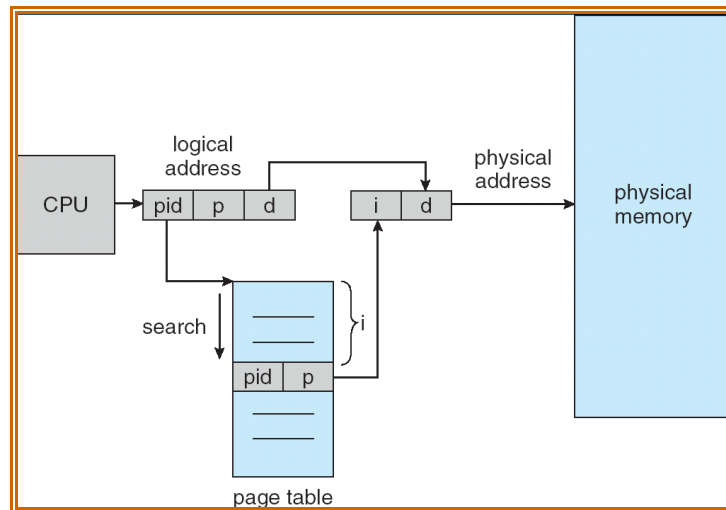 logical
address
physical
address
CPU
pid p d
i d
physical
memory
search
i
pid p
page table